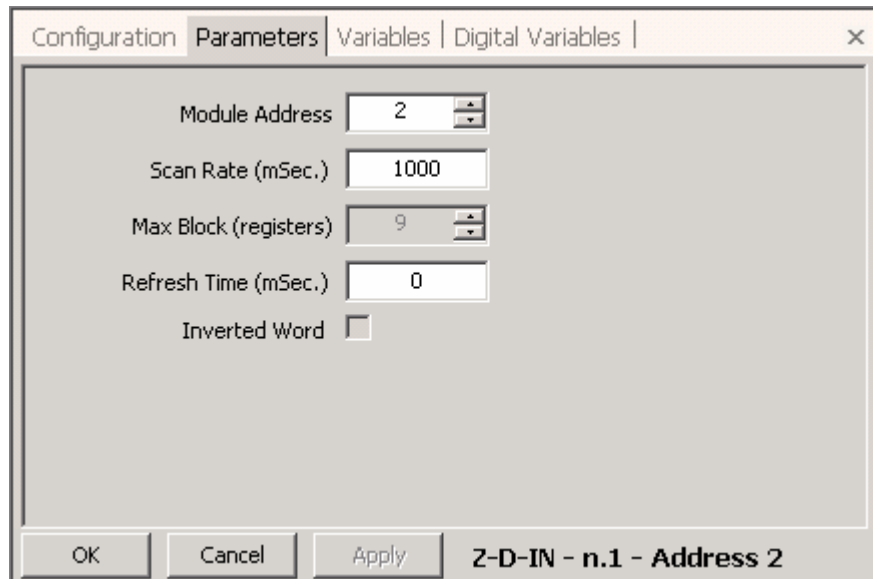 Configuration Parameters Variables Digital Variables
Module Address 2
Scan Rate (mSec.) 1000
Max Block (registers) 9
Refresh Time (mSec.) 0
Inverted Word
OK Cancel Apply Z-D-IN - n.1 - Address 2